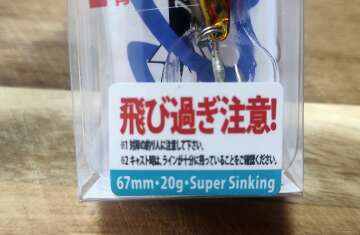 飛び過ぎ注意!
※1 対岸の釣り人に注意して下さい。
※2 キャスト時は、ラインが十分に残っていることをご確認ください。
67mm・20g・Super Sinking